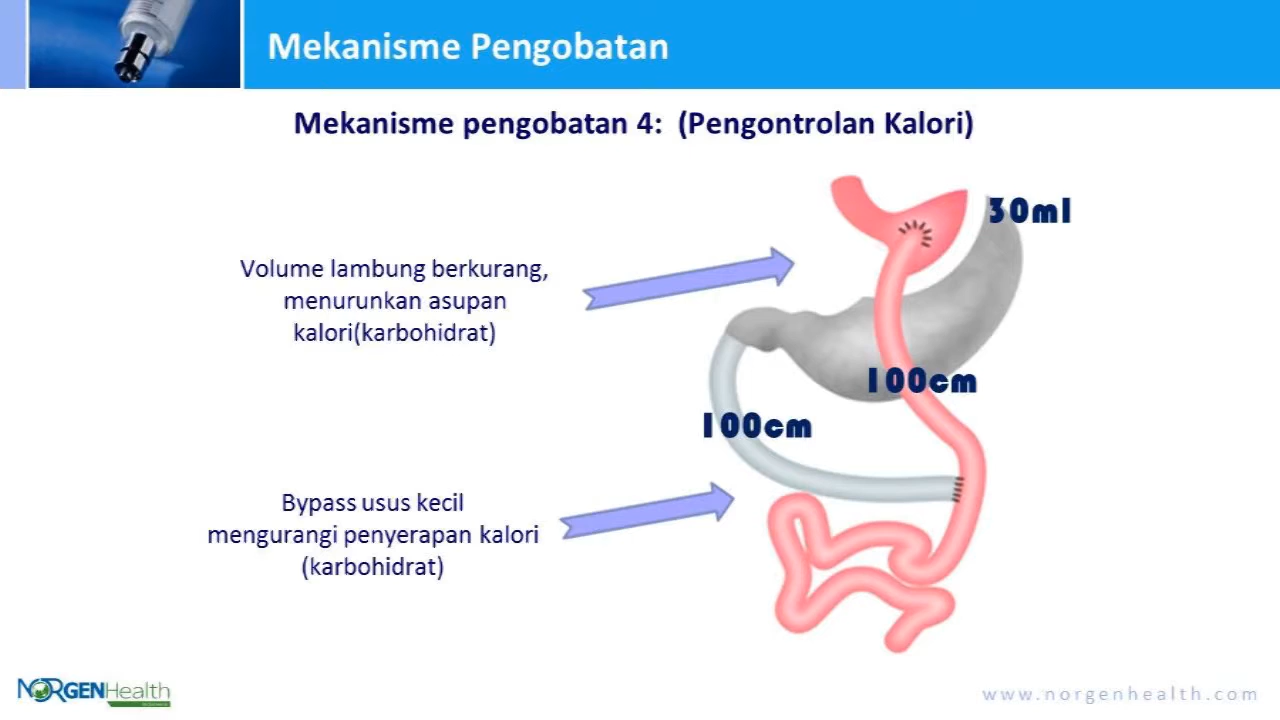 Mekanisme Pengobatan
Mekanisme pengobatan 4: (Pengontrolan Kalori)
30ml
Volume lambung berkurang,
menurunkan asupan
kalori(karbohidrat)
100cm
100cm
Bypass usus kecil
mengurangi penyerapan kalori
(karbohidrat)
NORGENHealth
www.norgenhealth.com